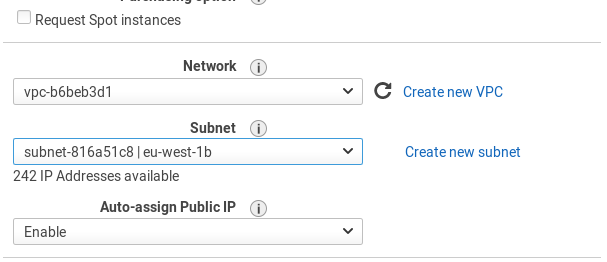 Request Spot instances
Network
vpc-b6beb3d1
Create new VPC
Subnet
subnet-816a51c8 | eu-west-1b
Create new subnet
242 IP Addresses available
Auto-assign Public IP
Enable